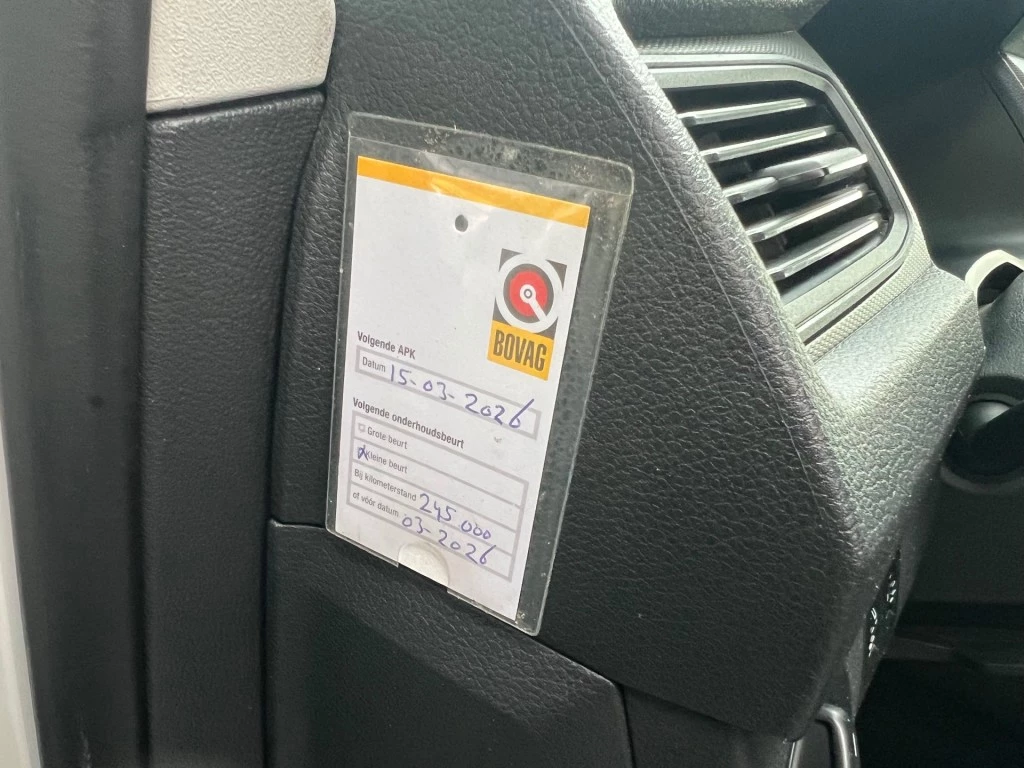 BOVAG
Volgende APK
Datum 15-03-2026
Volgende onderhoudsbeurt
Grote beurt
x Kleine beurt
Bij kilometerstand 245 000
of vóór datum 03-2026